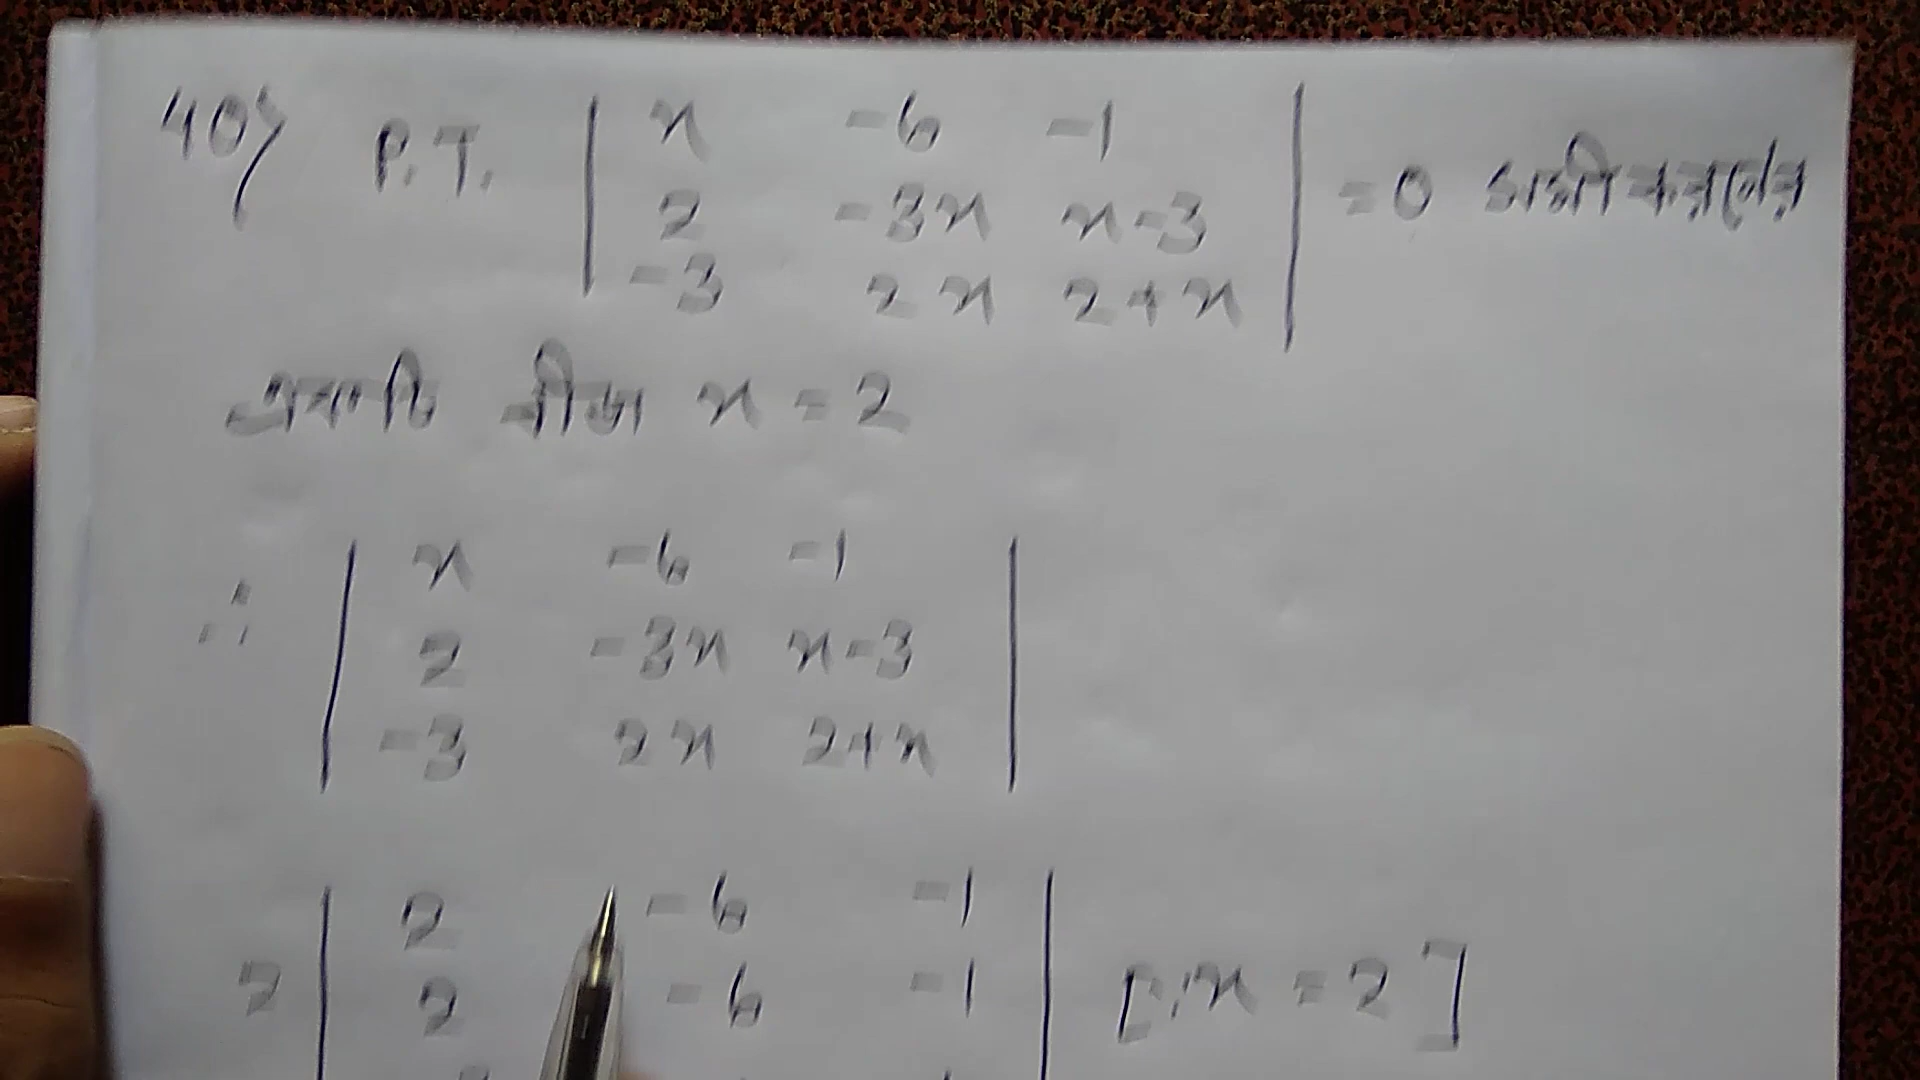 40) P.T. | x -6 -1 | = 0 সমীকরণের
| 2 -3x x-3 |
| -3 2x 2+x |
একটি বীজ x = 2
∴ | x -6 -1 |
| 2 -3x x-3 |
| -3 2x 2+x |
| 2 -6 -1 |
= | 2 -6 -1 | [∵ x = 2]